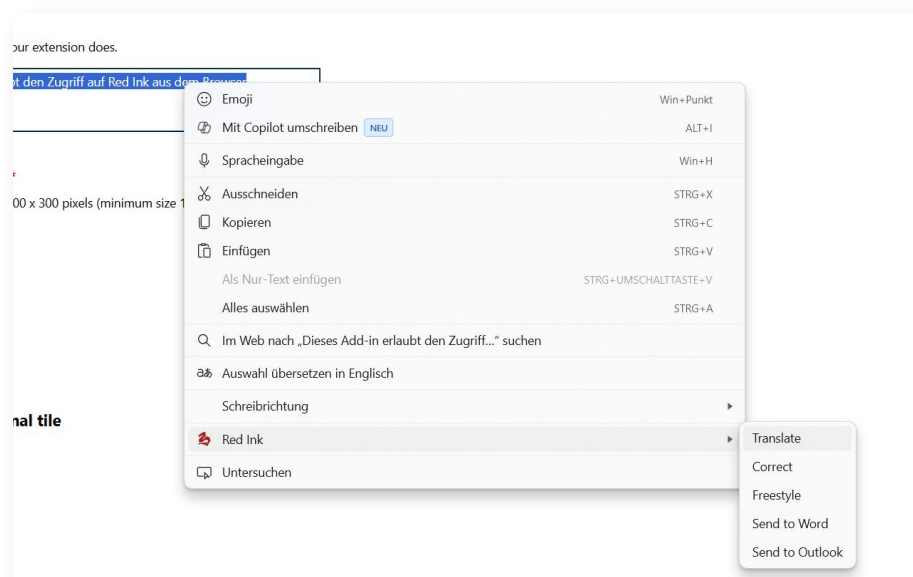 our extension does.
ot den Zugriff auf Red Ink aus dem Browser
Emoji Win+Punkt
Mit Copilot umschreiben NEU ALT+I
Spracheingabe Win+H
*
00 x 300 pixels (minimum size 1
Ausschneiden STRG+X
Kopieren STRG+C
Einfügen STRG+V
Als Nur-Text einfügen STRG+UMSCHALTTASTE+V
Alles auswählen STRG+A
Im Web nach „Dieses Add-in erlaubt den Zugriff...“ suchen
Auswahl übersetzen in Englisch
Schreibrichtung
nal tile
Red Ink
Untersuchen
Translate
Correct
Freestyle
Send to Word
Send to Outlook